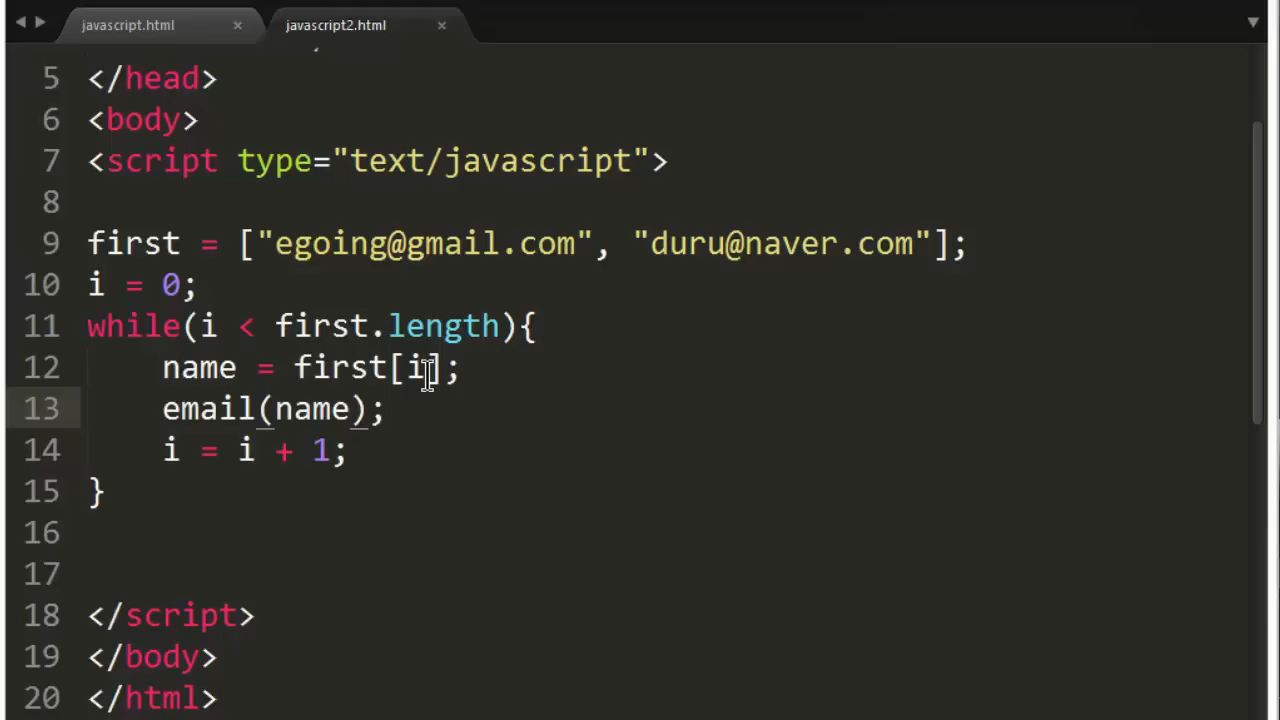 javascript.html × javascript2.html ×
5 </head>
6 <body>
7 <script type="text/javascript">
8
9 first = ["egoing@gmail.com", "duru@naver.com"];
10 i = 0;
11 while(i < first.length){
12     name = first[i];
13     email(name);
14     i = i + 1;
15 }
16
17
18 </script>
19 </body>
20 </html>